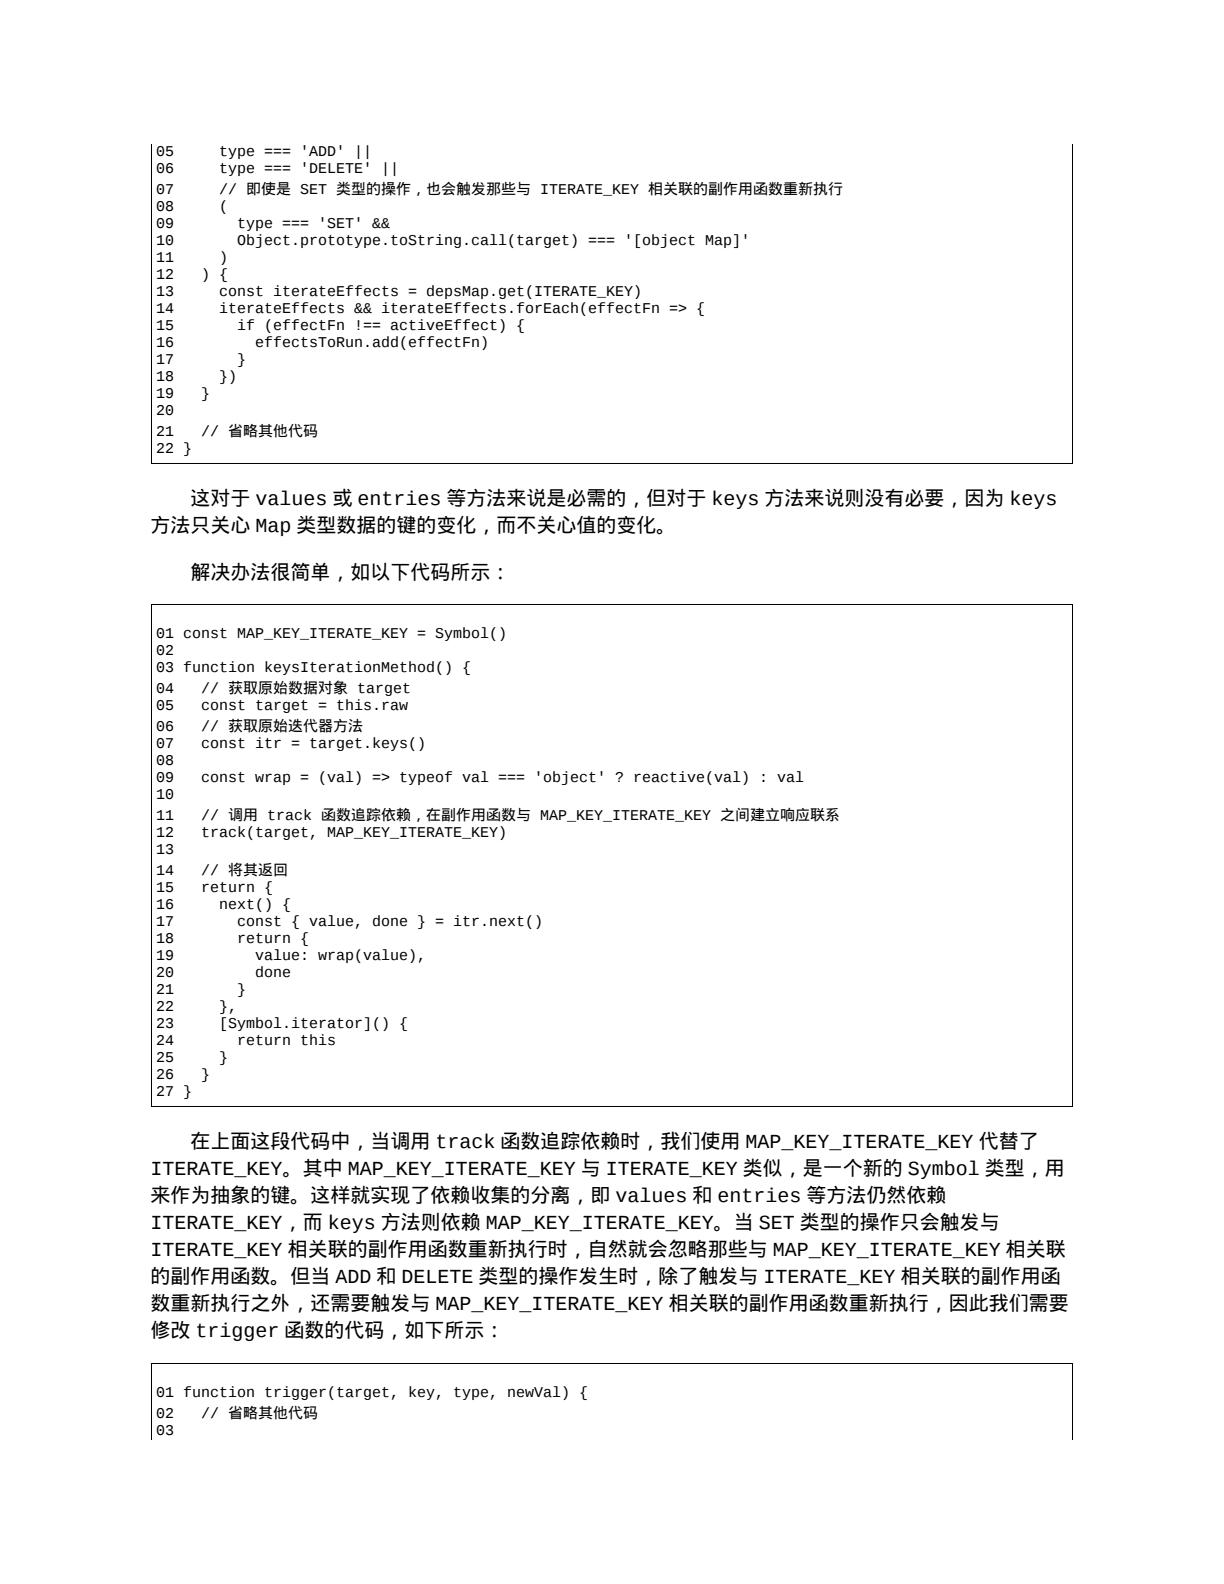 05     type === 'ADD' ||
06     type === 'DELETE' ||
07     // 即使是 SET 类型的操作，也会触发那些与 ITERATE_KEY 相关联的副作用函数重新执行
08     (
09       type === 'SET' &&
10       Object.prototype.toString.call(target) === '[object Map]'
11     )
12   ) {
13     const iterateEffects = depsMap.get(ITERATE_KEY)
14     iterateEffects && iterateEffects.forEach(effectFn => {
15       if (effectFn !== activeEffect) {
16         effectsToRun.add(effectFn)
17       }
18     })
19   }
20
21   // 省略其他代码
22 }
这对于 values 或 entries 等方法来说是必需的，但对于 keys 方法来说则没有必要，因为 keys
方法只关心 Map 类型数据的键的变化，而不关心值的变化。
解决办法很简单，如以下代码所示：
01 const MAP_KEY_ITERATE_KEY = Symbol()
02
03 function keysIterationMethod() {
04   // 获取原始数据对象 target
05   const target = this.raw
06   // 获取原始迭代器方法
07   const itr = target.keys()
08
09   const wrap = (val) => typeof val === 'object' ? reactive(val) : val
10
11   // 调用 track 函数追踪依赖，在副作用函数与 MAP_KEY_ITERATE_KEY 之间建立响应联系
12   track(target, MAP_KEY_ITERATE_KEY)
13
14   // 将其返回
15   return {
16     next() {
17       const { value, done } = itr.next()
18       return {
19         value: wrap(value),
20         done
21       }
22     },
23     [Symbol.iterator]() {
24       return this
25     }
26   }
27 }
在上面这段代码中，当调用 track 函数追踪依赖时，我们使用 MAP_KEY_ITERATE_KEY 代替了
ITERATE_KEY。其中 MAP_KEY_ITERATE_KEY 与 ITERATE_KEY 类似，是一个新的 Symbol 类型，用
来作为抽象的键。这样就实现了依赖收集的分离，即 values 和 entries 等方法仍然依赖
ITERATE_KEY，而 keys 方法则依赖 MAP_KEY_ITERATE_KEY。当 SET 类型的操作只会触发与
ITERATE_KEY 相关联的副作用函数重新执行时，自然就会忽略那些与 MAP_KEY_ITERATE_KEY 相关联
的副作用函数。但当 ADD 和 DELETE 类型的操作发生时，除了触发与 ITERATE_KEY 相关联的副作用函
数重新执行之外，还需要触发与 MAP_KEY_ITERATE_KEY 相关联的副作用函数重新执行，因此我们需要
修改 trigger 函数的代码，如下所示：
01 function trigger(target, key, type, newVal) {
02   // 省略其他代码
03